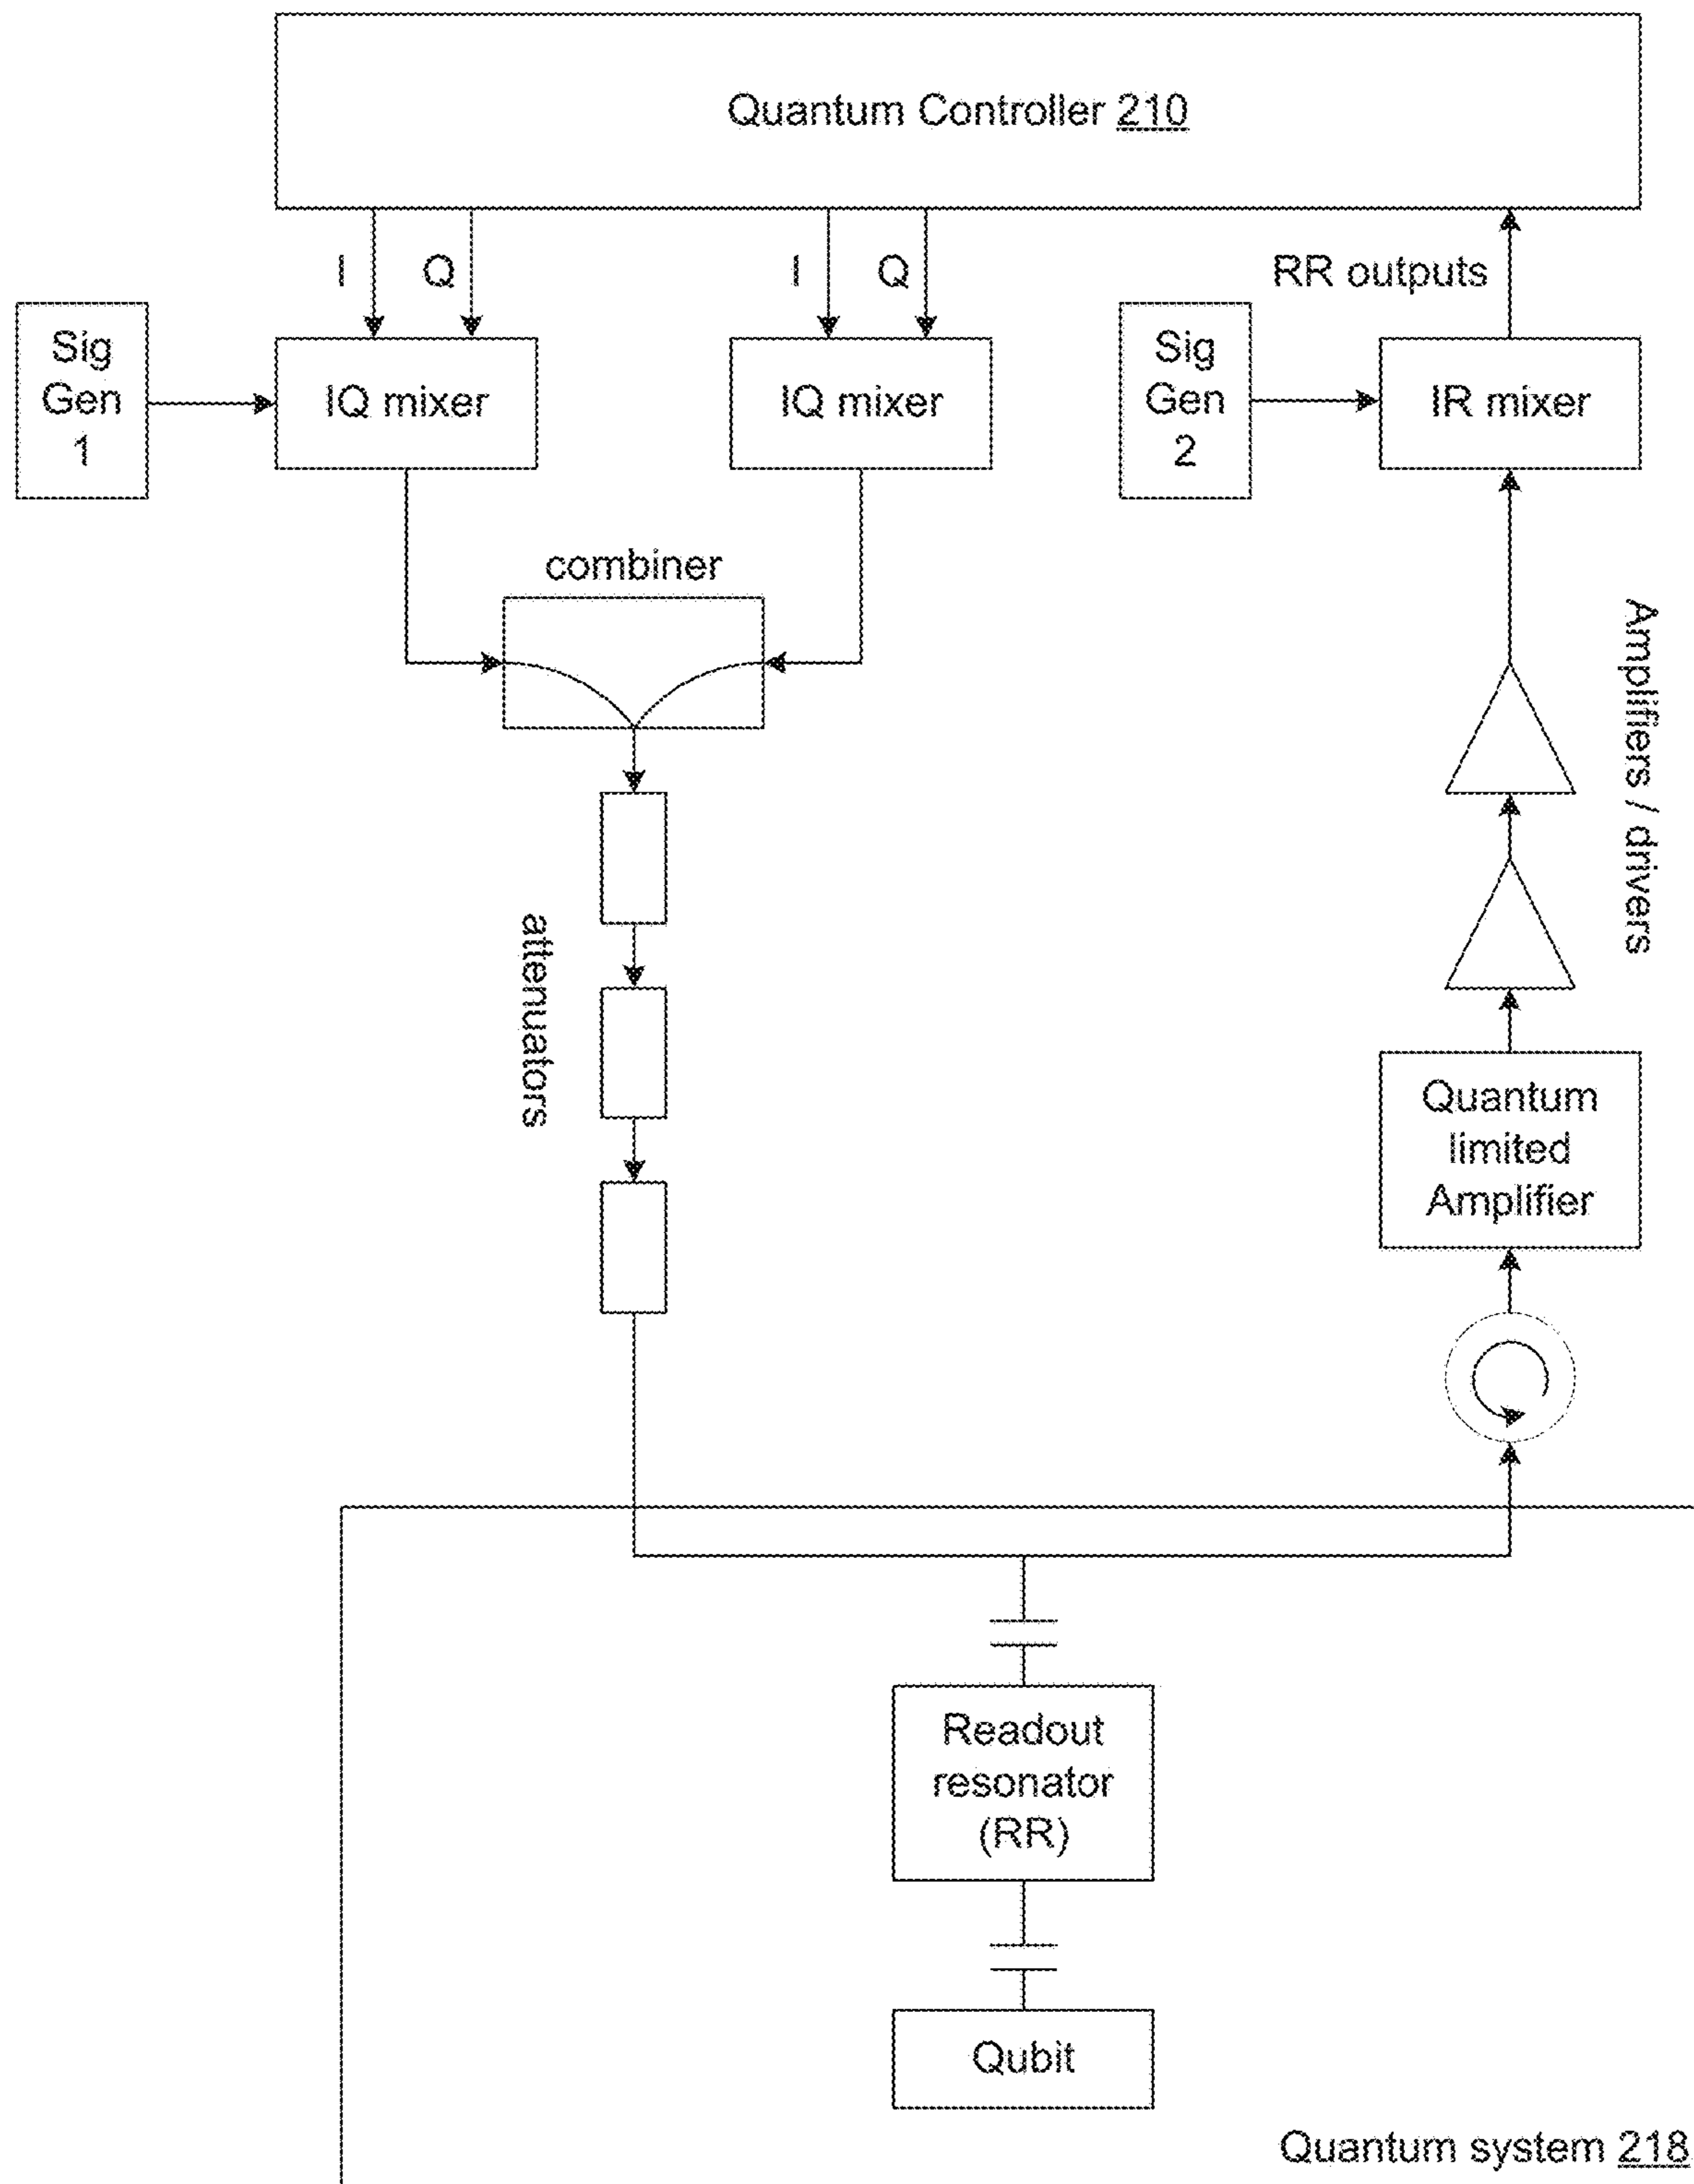 Quantum Controller 210
I
Q
I
Q
RR outputs
Sig
Gen
1
IQ mixer
IQ mixer
Sig
Gen
2
IR mixer
combiner
Amplifiers / drivers
attenuators
Quantum
limited
Amplifier
Readout
resonator
(RR)
Qubit
Quantum system 218